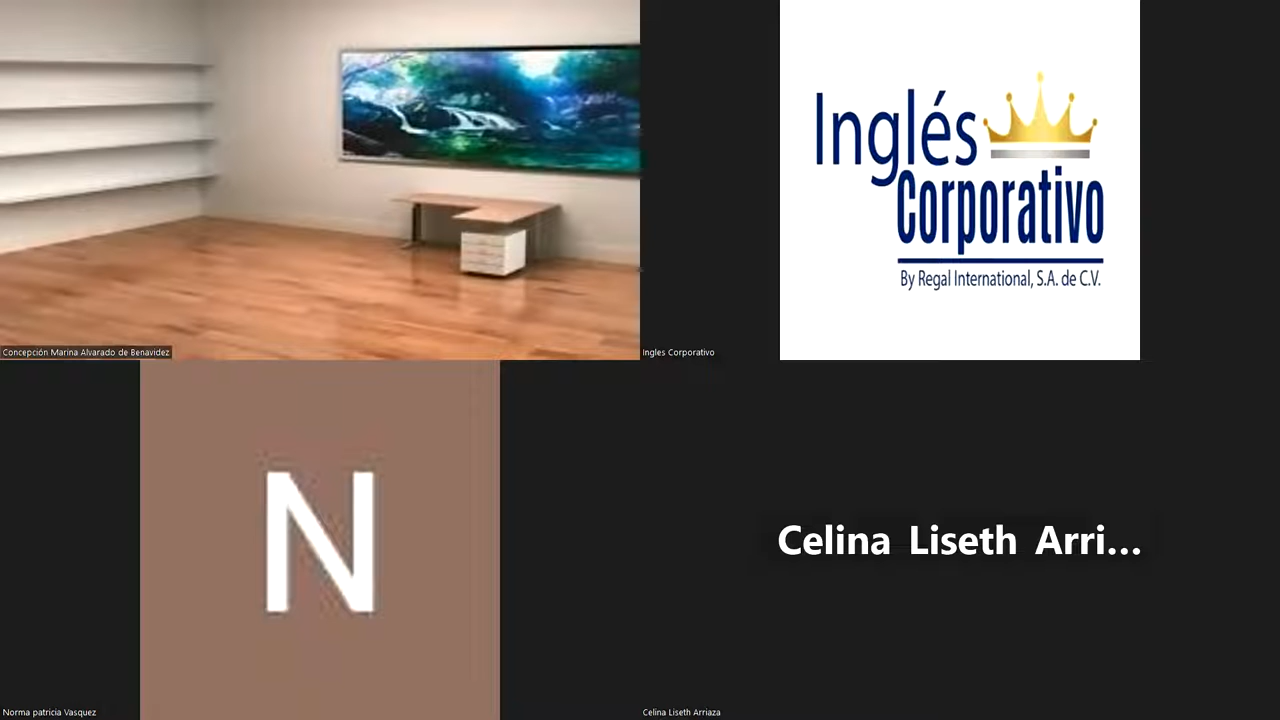 Inglés
Corporativo
By Regal International, S.A. de C.V.
Concepción Marina Alvarado de Benavidez
Ingles Corporativo
N
Celina Liseth Arri...
Norma patricia Vasquez
Celina Liseth Arriaza